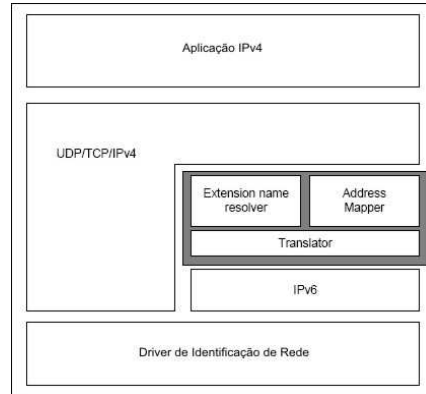 Aplicação IPv4
UDP/TCP/IPv4
Extension name
resolver
Address
Mapper
Translator
IPv6
Driver de Identificação de Rede